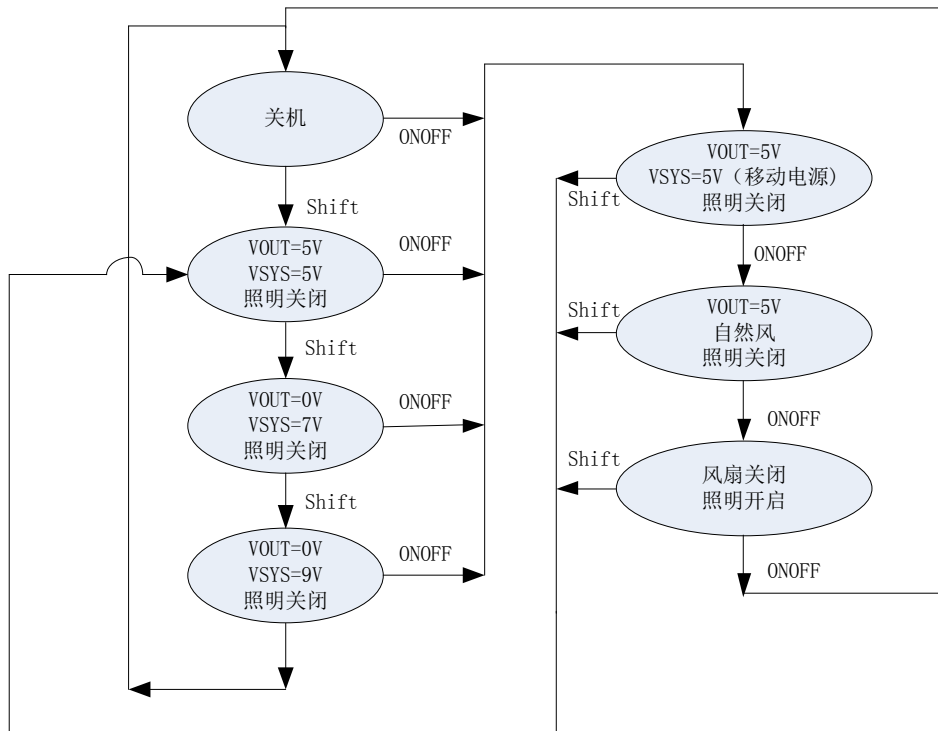 关机
ONOFF
Shift
VOUT=5V
VSYS=5V
照明关闭
ONOFF
Shift
VOUT=0V
VSYS=7V
照明关闭
ONOFF
Shift
VOUT=0V
VSYS=9V
照明关闭
ONOFF
VOUT=5V
VSYS=5V（移动电源)
照明关闭
Shift
ONOFF
VOUT=5V
自然风
照明关闭
Shift
ONOFF
风扇关闭
照明开启
Shift
ONOFF